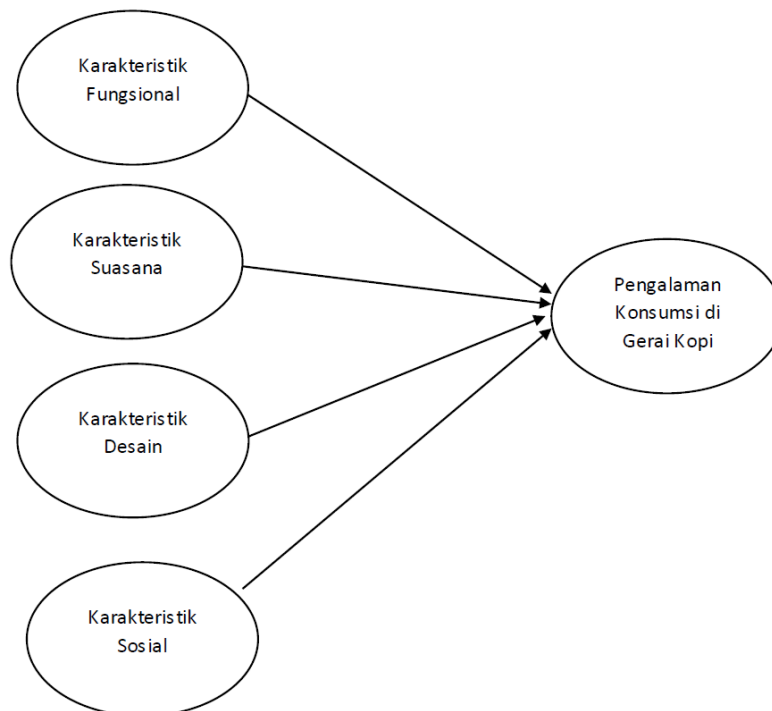 Karakteristik
Fungsional
Karakteristik
Suasana
Pengalaman
Konsumsi di
Gerai Kopi
Karakteristik
Desain
Karakteristik
Sosial